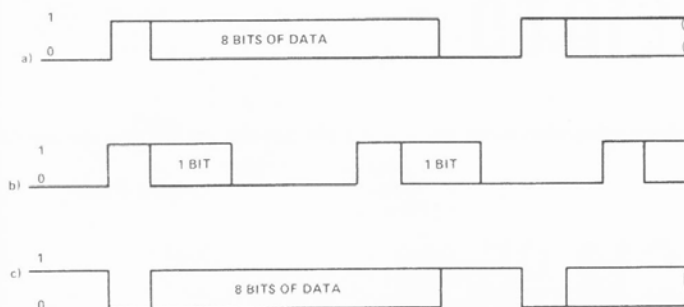 1
8 BITS OF DATA
0
a)
1
1 BIT 1 BIT
0
b)
1
c)
8 BITS OF DATA
0